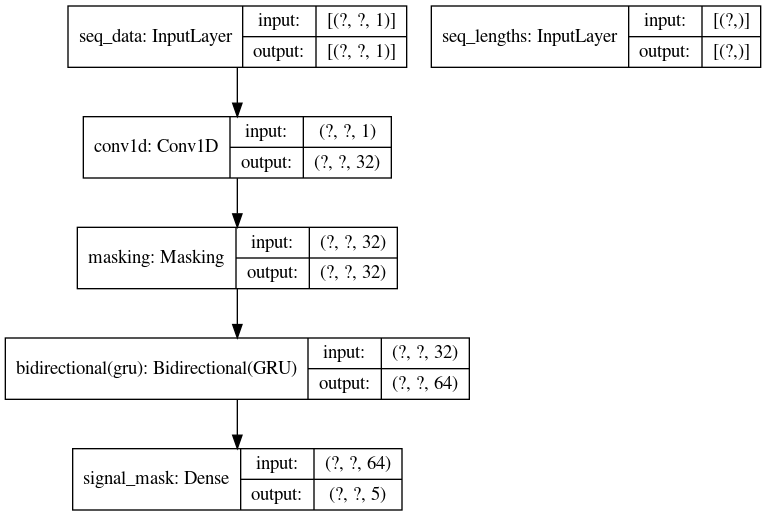 seq_data: InputLayer
input: [(?, ?, 1)]
output: [(?, ?, 1)]
seq_lengths: InputLayer
input: [(?,)]
output: [(?,)]
conv1d: Conv1D
input: (?, ?, 1)
output: (?, ?, 32)
masking: Masking
input: (?, ?, 32)
output: (?, ?, 32)
bidirectional(gru): Bidirectional(GRU)
input: (?, ?, 32)
output: (?, ?, 64)
signal_mask: Dense
input: (?, ?, 64)
output: (?, ?, 5)